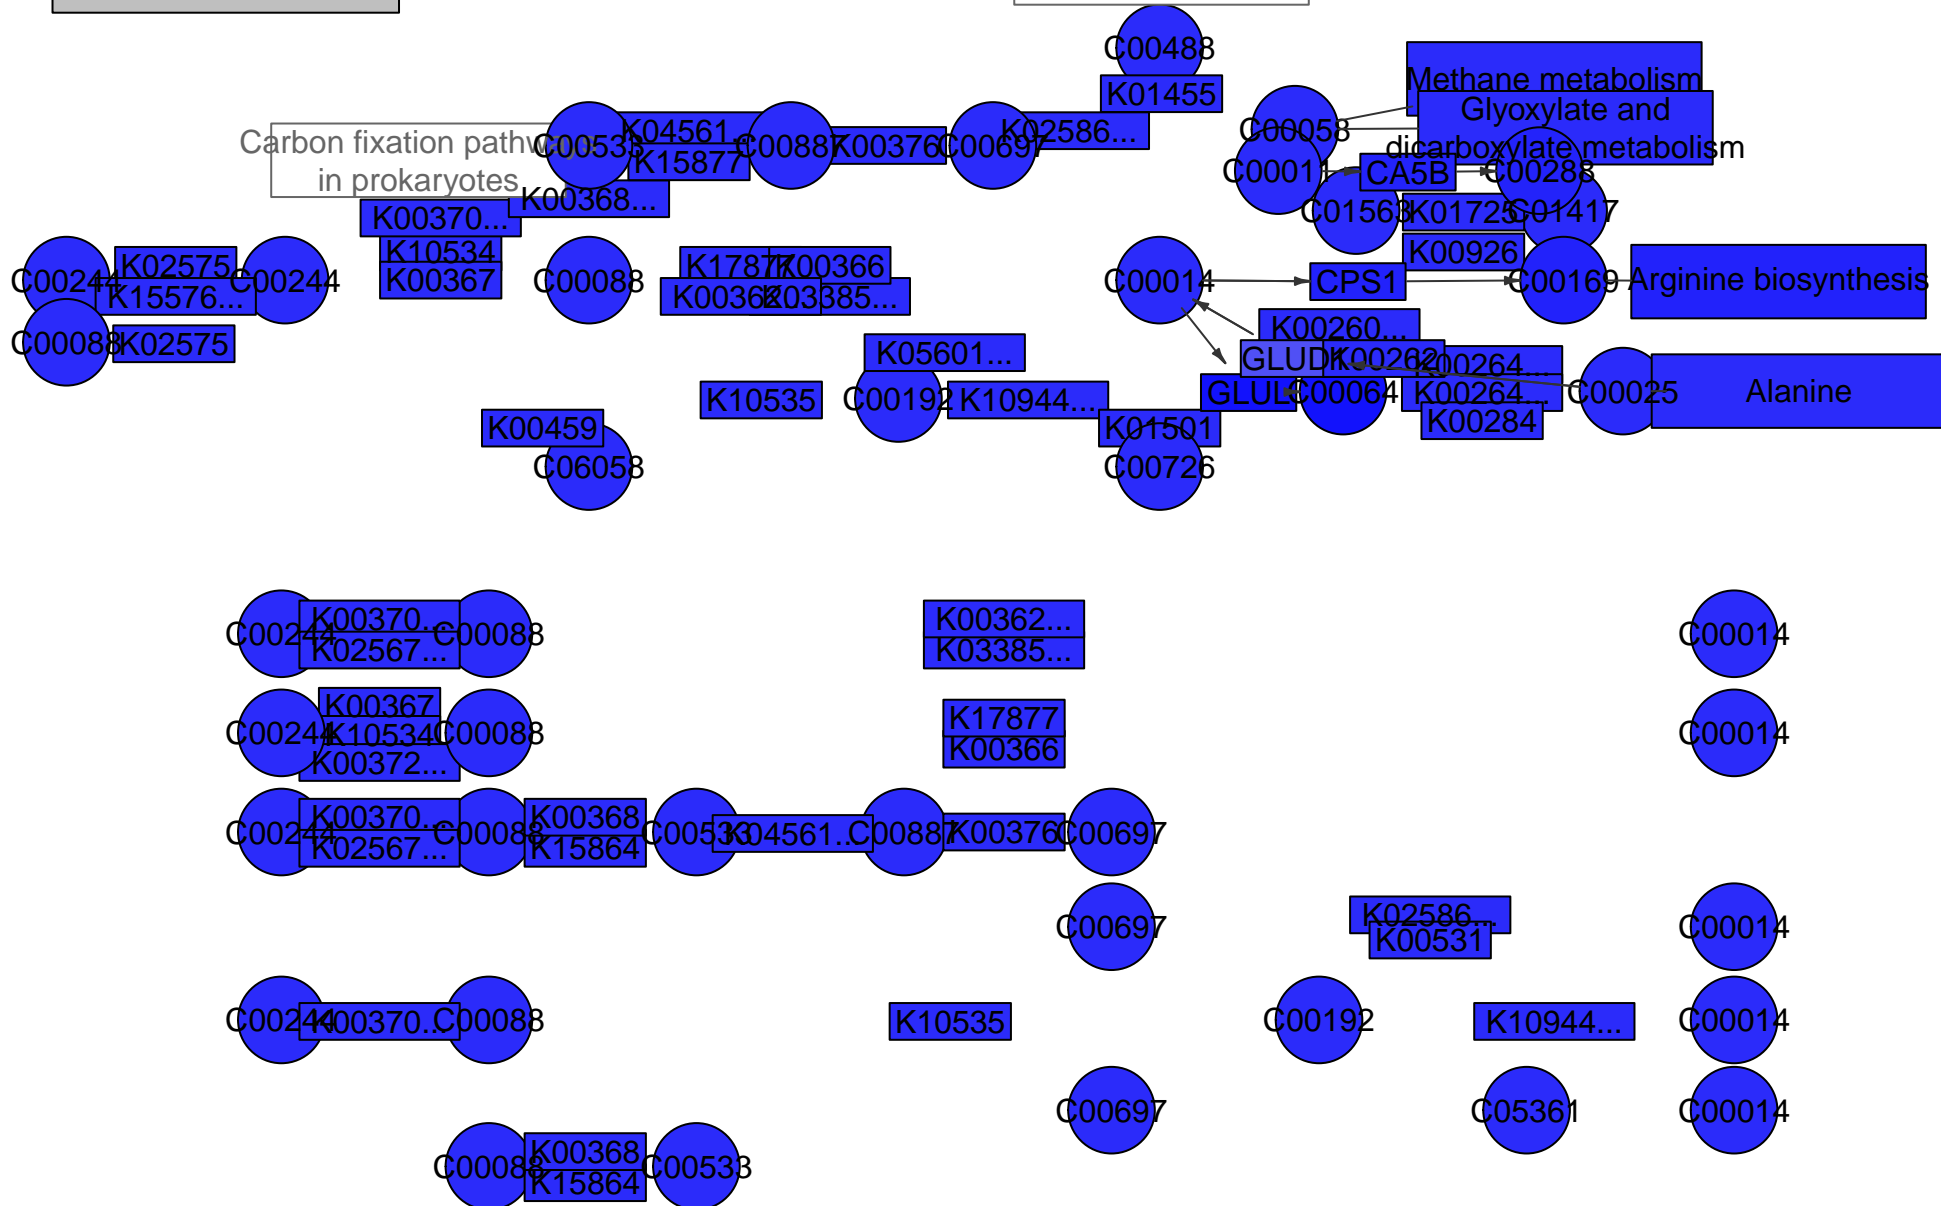 C00488
K01455
Methane metabolism
Glyoxylate and
dicarboxylate metabolism
C00058
Carbon fixation pathways
in prokaryotes
C00533
K04561...
K15877
C00887
K00376
C00697
K02586...
C00011
CA5B
C00288
K00368...
K00370...
C01563
K01725
C01417
K10534
K00367
K00926
C00244
K02575
K15576...
C00244
C00088
K17877
K00366
K00362...
K03385...
C00014
CPS1
C00169
Arginine biosynthesis
C00088
K02575
K00260...
K05601...
GLUD1
K00262
K00264...
K10535
C00192
K10944...
GLUL
C00064
K00264...
C00025
Alanine
K00284
K00459
K01501
C06058
C00726
C00244
K00370...
K02567...
C00088
K00362...
K03385...
C00014
C00244
K00367
K10534
K00372...
C00088
K17877
K00366
C00014
C00244
K00370...
K02567...
C00088
K00368
K15864
C00533
K04561...
C00887
K00376
C00697
C00697
K02586...
K00531
C00014
C00244
K00370...
C00088
K10535
C00192
K10944...
C00014
C00697
C05361
C00014
C00088
K00368
K15864
C00533